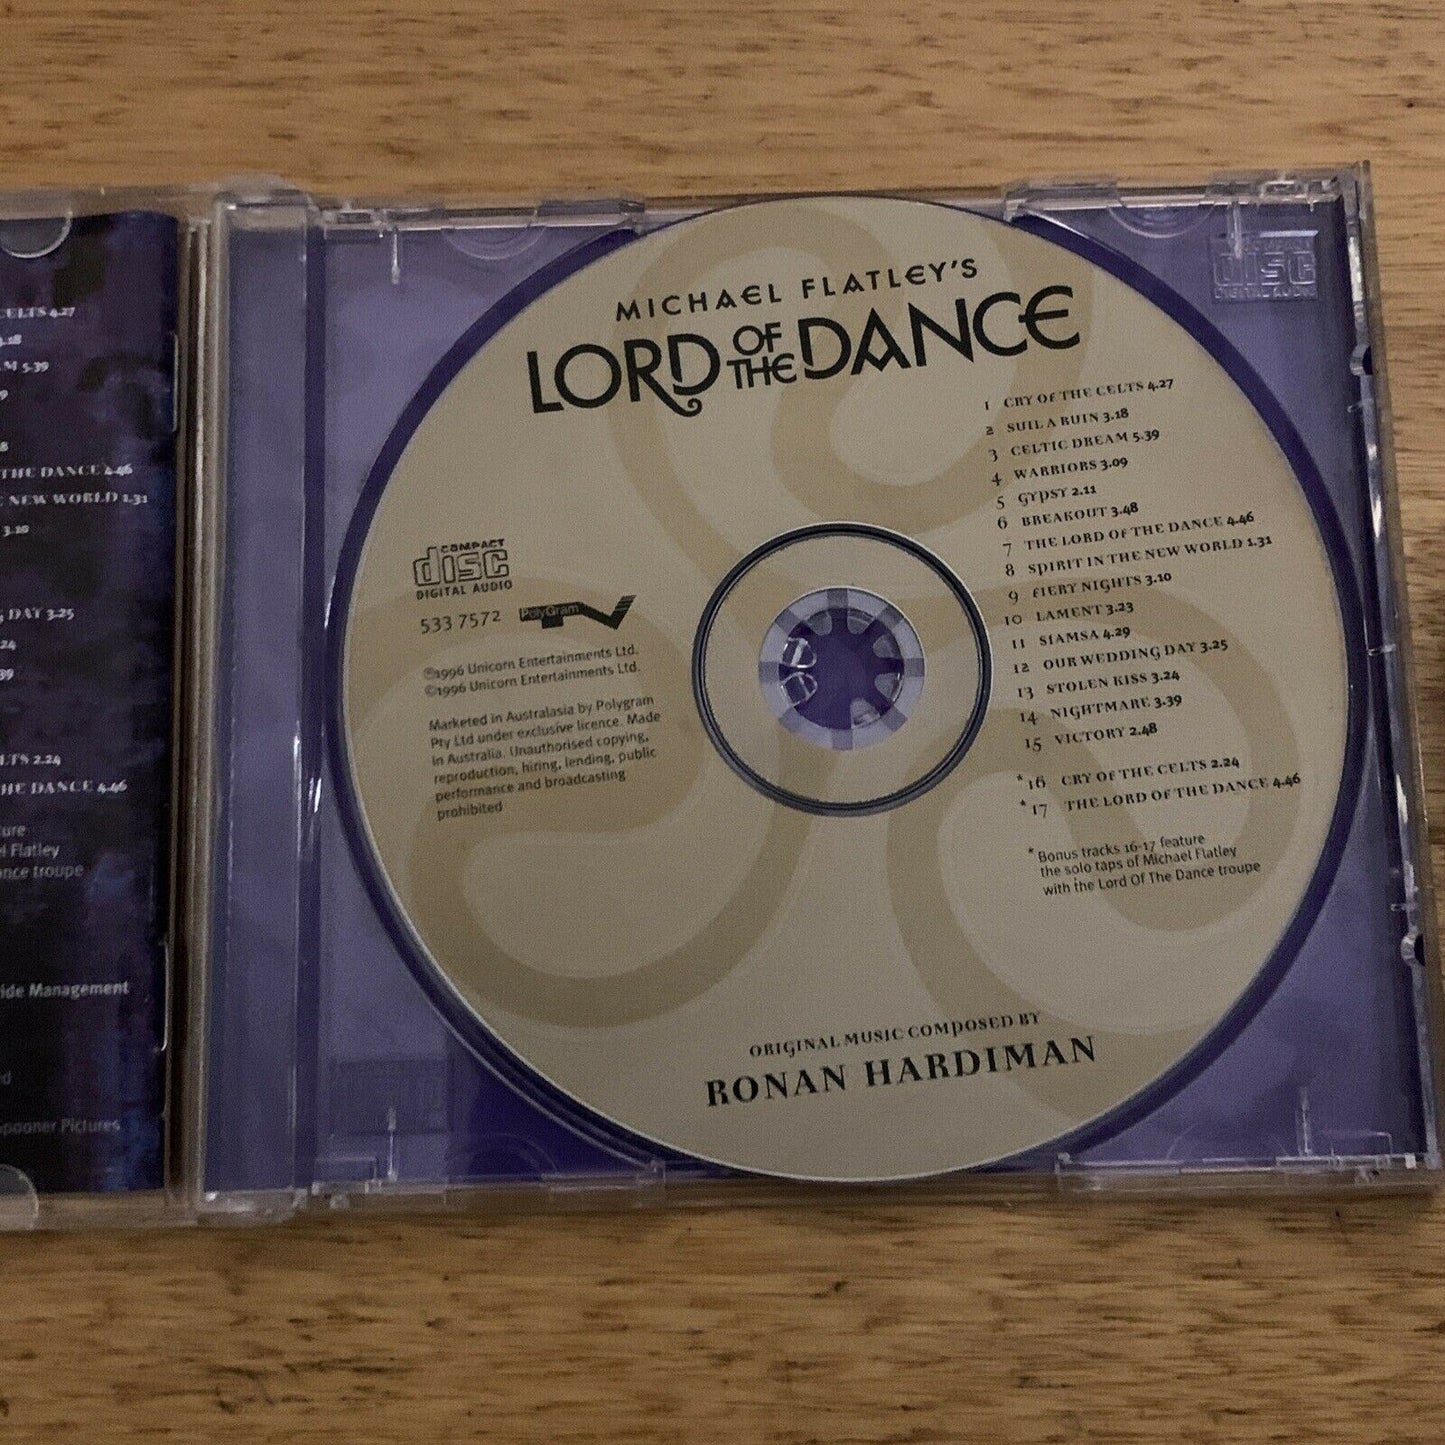 CELTS 4.27
3.18
AM 5.39
THE DANCE 4.46
NEW WORLD 1.31
3.10
DAY 3.25
2.24
THE DANCE 4.46
Flatley
troupe
Management
Spooner Pictures
MICHAEL FLATLEY'S
LORD OF THE DANCE
1 CRY OF THE CELTS 4.27
2 SUIL A RUIN 3.18
3 CELTIC DREAM 5.39
4 WARRIORS 3.09
5 GYPSY 2.11
6 BREAKOUT 3.48
7 THE LORD OF THE DANCE 4.46
8 SPIRIT IN THE NEW WORLD 1.31
9 FIERY NIGHTS 3.10
10 LAMENT 3.23
11 SIAMSA 4.29
12 OUR WEDDING DAY 3.25
13 STOLEN KISS 3.24
14 NIGHTMARE 3.39
15 VICTORY 2.48
*16 CRY OF THE CELTS 2.24
*17 THE LORD OF THE DANCE 4.46
* Bonus tracks 16-17 feature
the solo taps of Michael Flatley
with the Lord Of The Dance troupe
COMPACT
disc
DIGITAL AUDIO
533 7572
PolyGram
℗1996 Unicorn Entertainments Ltd.
©1996 Unicorn Entertainments Ltd.
Marketed in Australasia by Polygram
Pty Ltd under exclusive licence. Made
in Australia. Unauthorised copying,
reproduction, hiring, lending, public
performance and broadcasting
prohibited
ORIGINAL MUSIC COMPOSED BY
RONAN HARDIMAN
disc
DIGITAL AUDIO